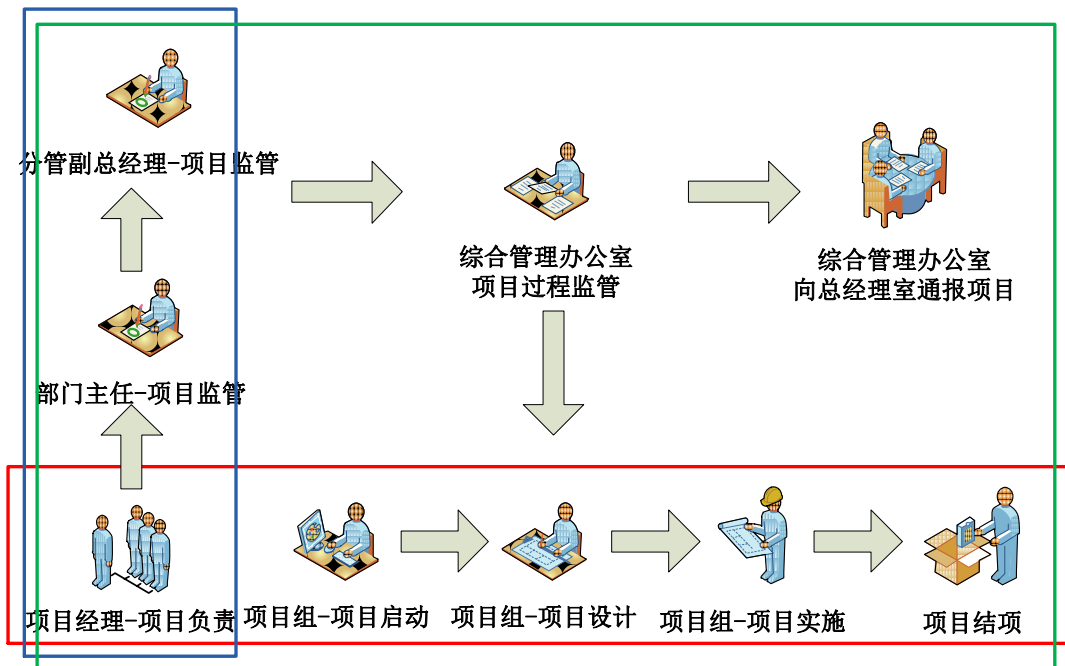 分管副总经理-项目监管
综合管理办公室
项目过程监管
综合管理办公室
向总经理室通报项目
部门主任-项目监管
项目经理-项目负责
项目组-项目启动
项目组-项目设计
项目组-项目实施
项目结项